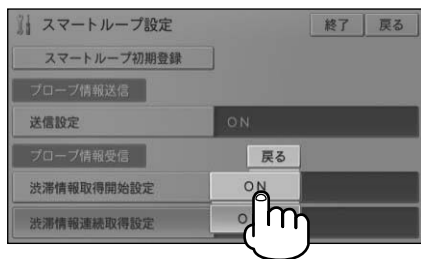 スマートループ設定
終了
戻る
スマートループ初期登録
プローブ情報送信
送信設定
ON
プローブ情報受信
戻る
渋滞情報取得開始設定
ON
渋滞情報連続取得設定
O